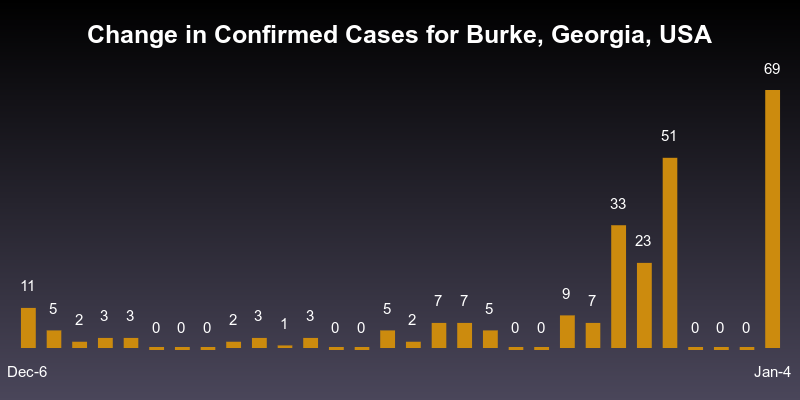 Change in Confirmed Cases for Burke, Georgia, USA
11 5 2 3 3 0 0 0 2 3 1 3 0 0 5 2 7 7 5 0 0 9 7 33 23 51 0 0 0 69
Dec-6 Jan-4